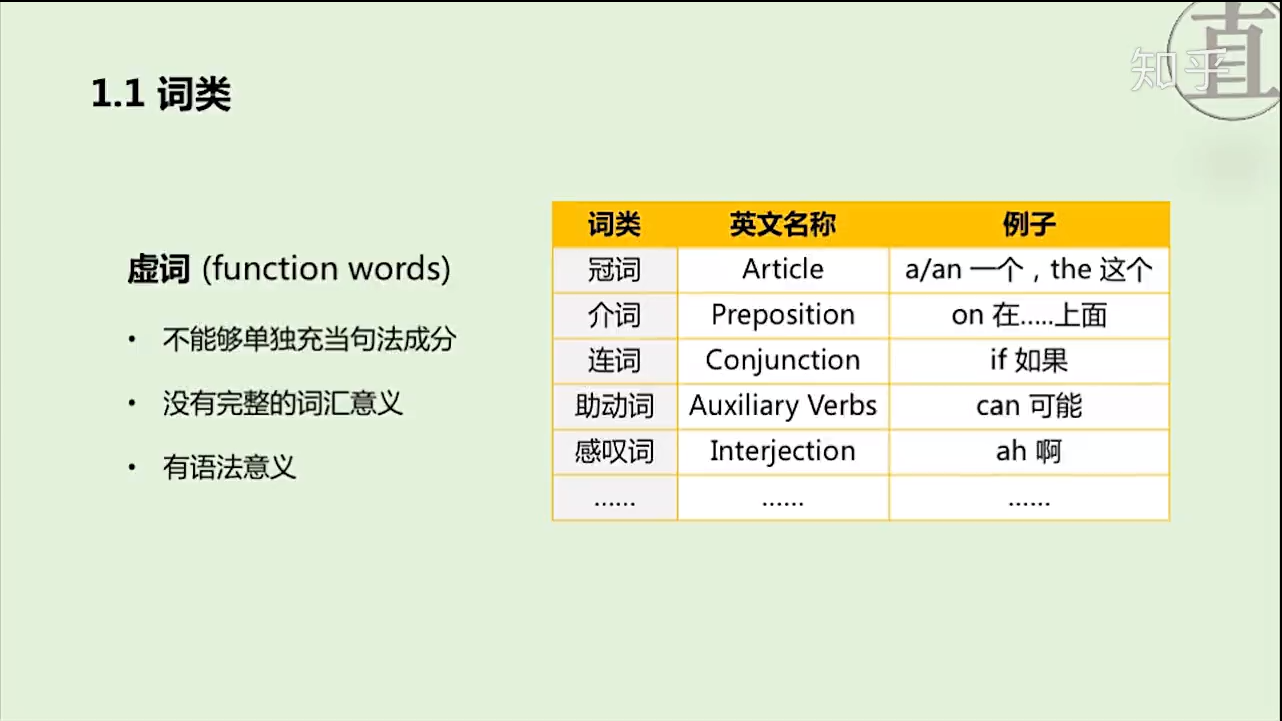 知乎
直
1.1 词类
虚词 (function words)
• 不能够单独充当句法成分
• 没有完整的词汇意义
• 有语法意义
词类 英文名称 例子
冠词 Article a/an 一个，the 这个
介词 Preposition on 在…..上面
连词 Conjunction if 如果
助动词 Auxiliary Verbs can 可能
感叹词 Interjection ah 啊
…… …… ……